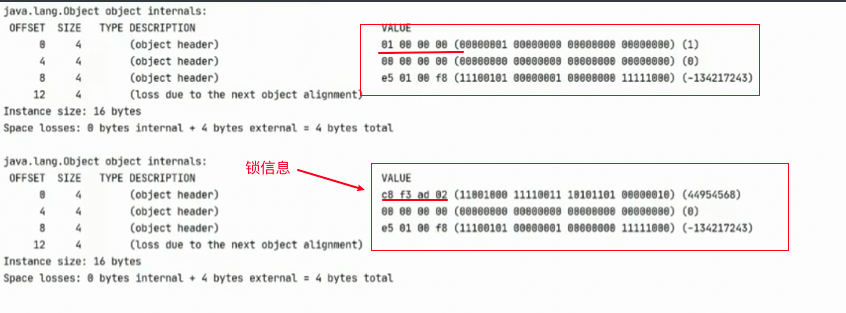 java.lang.Object object internals:
OFFSET SIZE TYPE DESCRIPTION VALUE
0 4 (object header) 01 00 00 00 (00000001 00000000 00000000 00000000) (1)
4 4 (object header) 00 00 00 00 (00000000 00000000 00000000 00000000) (0)
8 4 (object header) e5 01 00 f8 (11100101 00000001 00000000 11111000) (-134217243)
12 4 (loss due to the next object alignment)
Instance size: 16 bytes
Space losses: 0 bytes internal + 4 bytes external = 4 bytes total
java.lang.Object object internals:
锁信息
OFFSET SIZE TYPE DESCRIPTION VALUE
0 4 (object header) c8 f3 ad 02 (11001000 11110011 10101101 00000010) (44954568)
4 4 (object header) 00 00 00 00 (00000000 00000000 00000000 00000000) (0)
8 4 (object header) e5 01 00 f8 (11100101 00000001 00000000 11111000) (-134217243)
12 4 (loss due to the next object alignment)
Instance size: 16 bytes
Space losses: 0 bytes internal + 4 bytes external = 4 bytes total